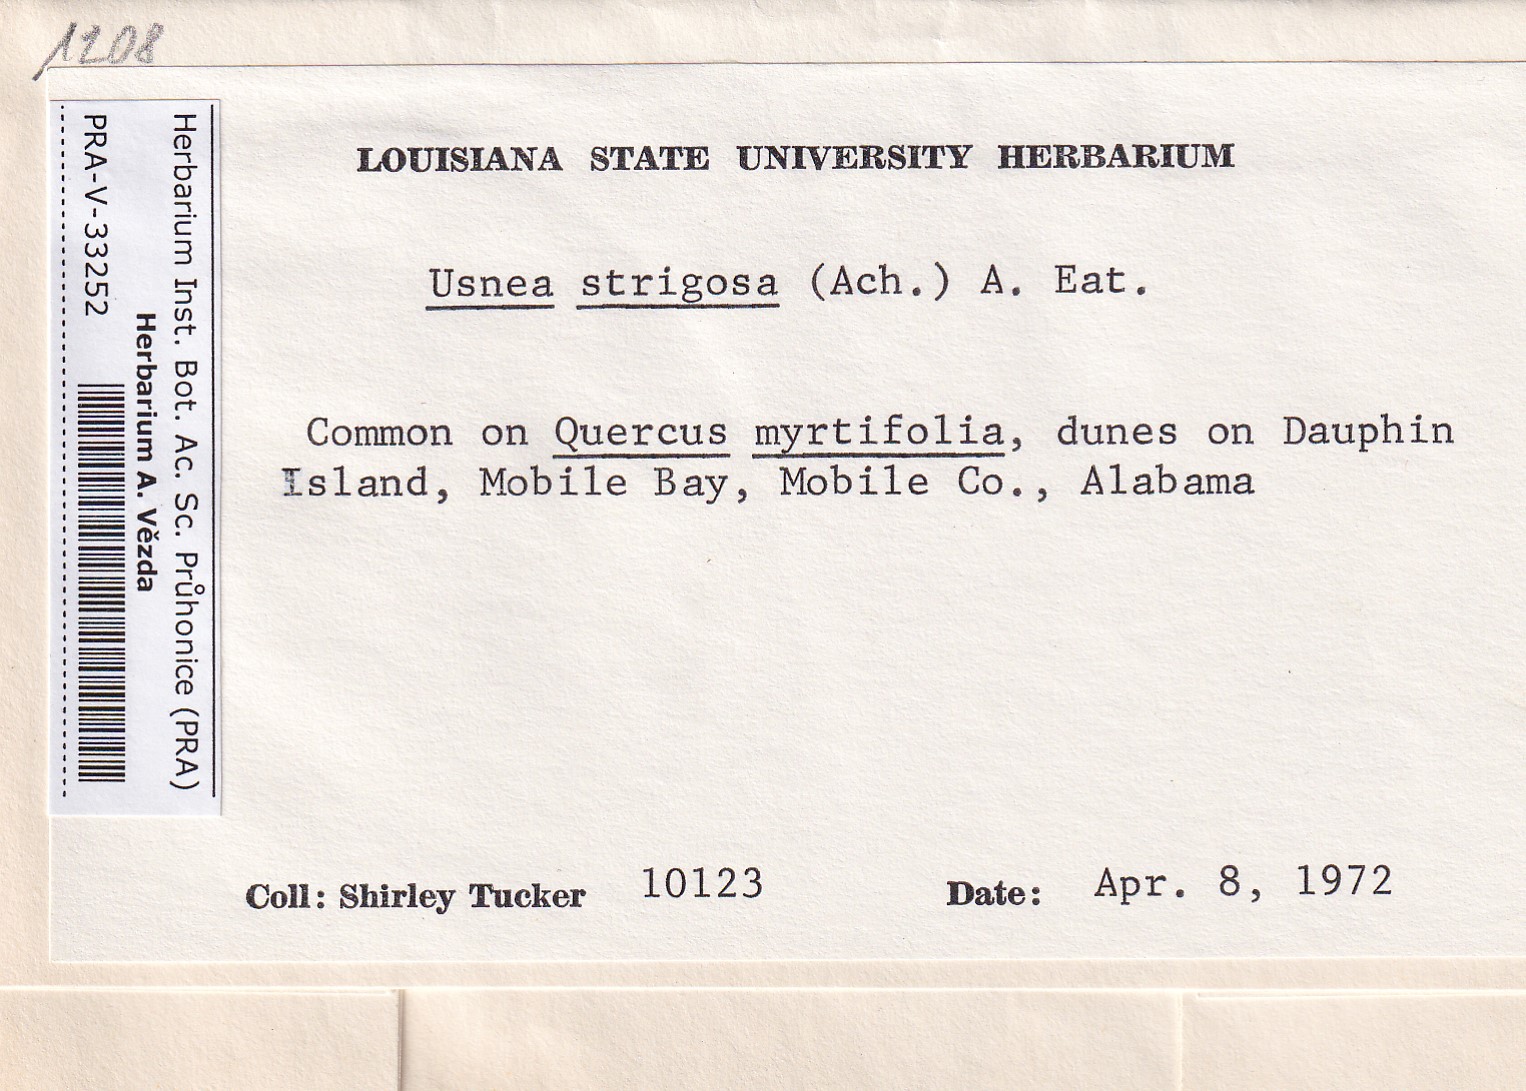 1208
LOUISIANA STATE UNIVERSITY HERBARIUM
Usnea strigosa (Ach.) A. Eat.
Common on Quercus myrtifolia, dunes on Dauphin
Island, Mobile Bay, Mobile Co., Alabama
Coll: Shirley Tucker 10123 Date: Apr. 8, 1972
Herbarium Inst. Bot. Ac. Sc. Průhonice (PRA)
Herbarium A. Vězda
PRA-V-33252